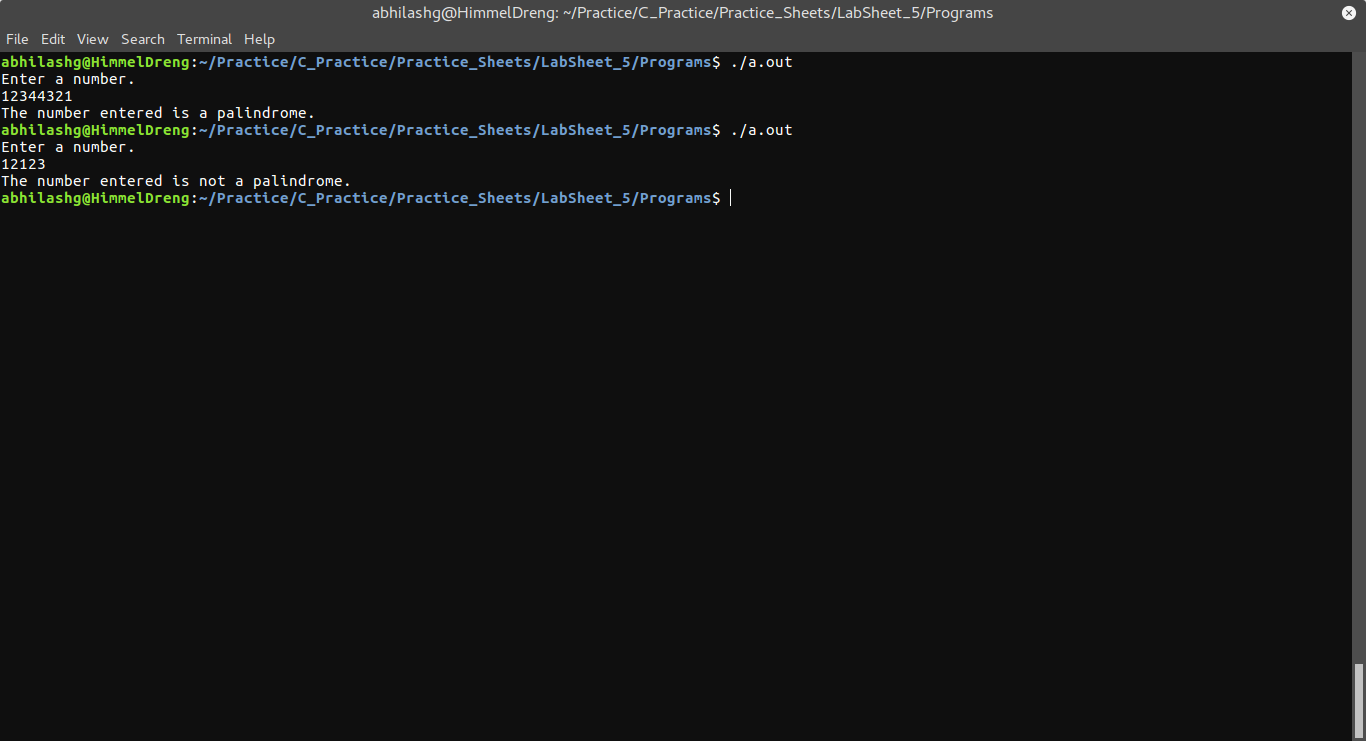 abhilashg@HimmelDreng: ~/Practice/C_Practice/Practice_Sheets/LabSheet_5/Programs
File Edit View Search Terminal Help
abhilashg@HimmelDreng:~/Practice/C_Practice/Practice_Sheets/LabSheet_5/Programs$ ./a.out
Enter a number.
12344321
The number entered is a palindrome.
abhilashg@HimmelDreng:~/Practice/C_Practice/Practice_Sheets/LabSheet_5/Programs$ ./a.out
Enter a number.
12123
The number entered is not a palindrome.
abhilashg@HimmelDreng:~/Practice/C_Practice/Practice_Sheets/LabSheet_5/Programs$